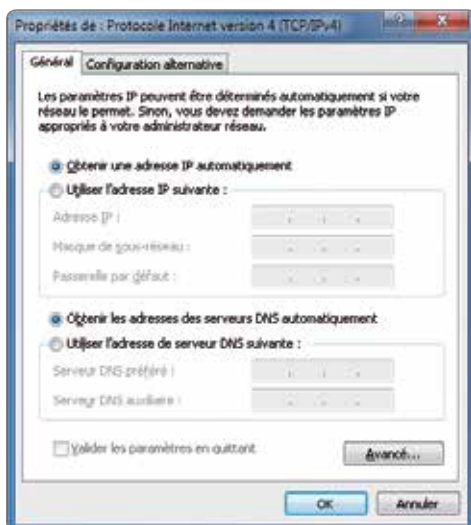 Propriétés de : Protocole Internet version 4 (TCP/IPv4)
Général
Configuration alternative
Les paramètres IP peuvent être déterminés automatiquement si votre
réseau le permet. Sinon, vous devez demander les paramètres IP
appropriés à votre administrateur réseau.
Obtenir une adresse IP automatiquement
Utiliser l'adresse IP suivante :
Adresse IP :
Masque de sous-réseau :
Passerelle par défaut :
Obtenir les adresses des serveurs DNS automatiquement
Utiliser l'adresse de serveur DNS suivante :
Serveur DNS préféré :
Serveur DNS auxiliaire :
Valider les paramètres en quittant
Avancé...
OK
Annuler